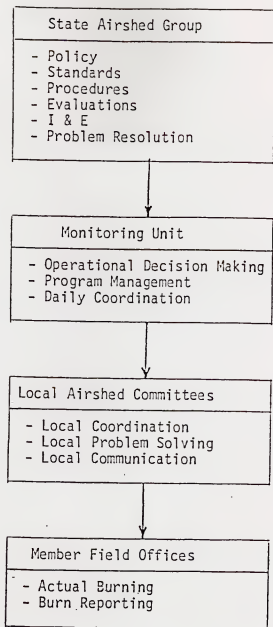 State Airshed Group
- Policy
- Standards
- Procedures
- Evaluations
- I & E
- Problem Resolution
Monitoring Unit
- Operational Decision Making
- Program Management
- Daily Coordination
Local Airshed Committees
- Local Coordination
- Local Problem Solving
- Local Communication
Member Field Offices
- Actual Burning
- Burn Reporting